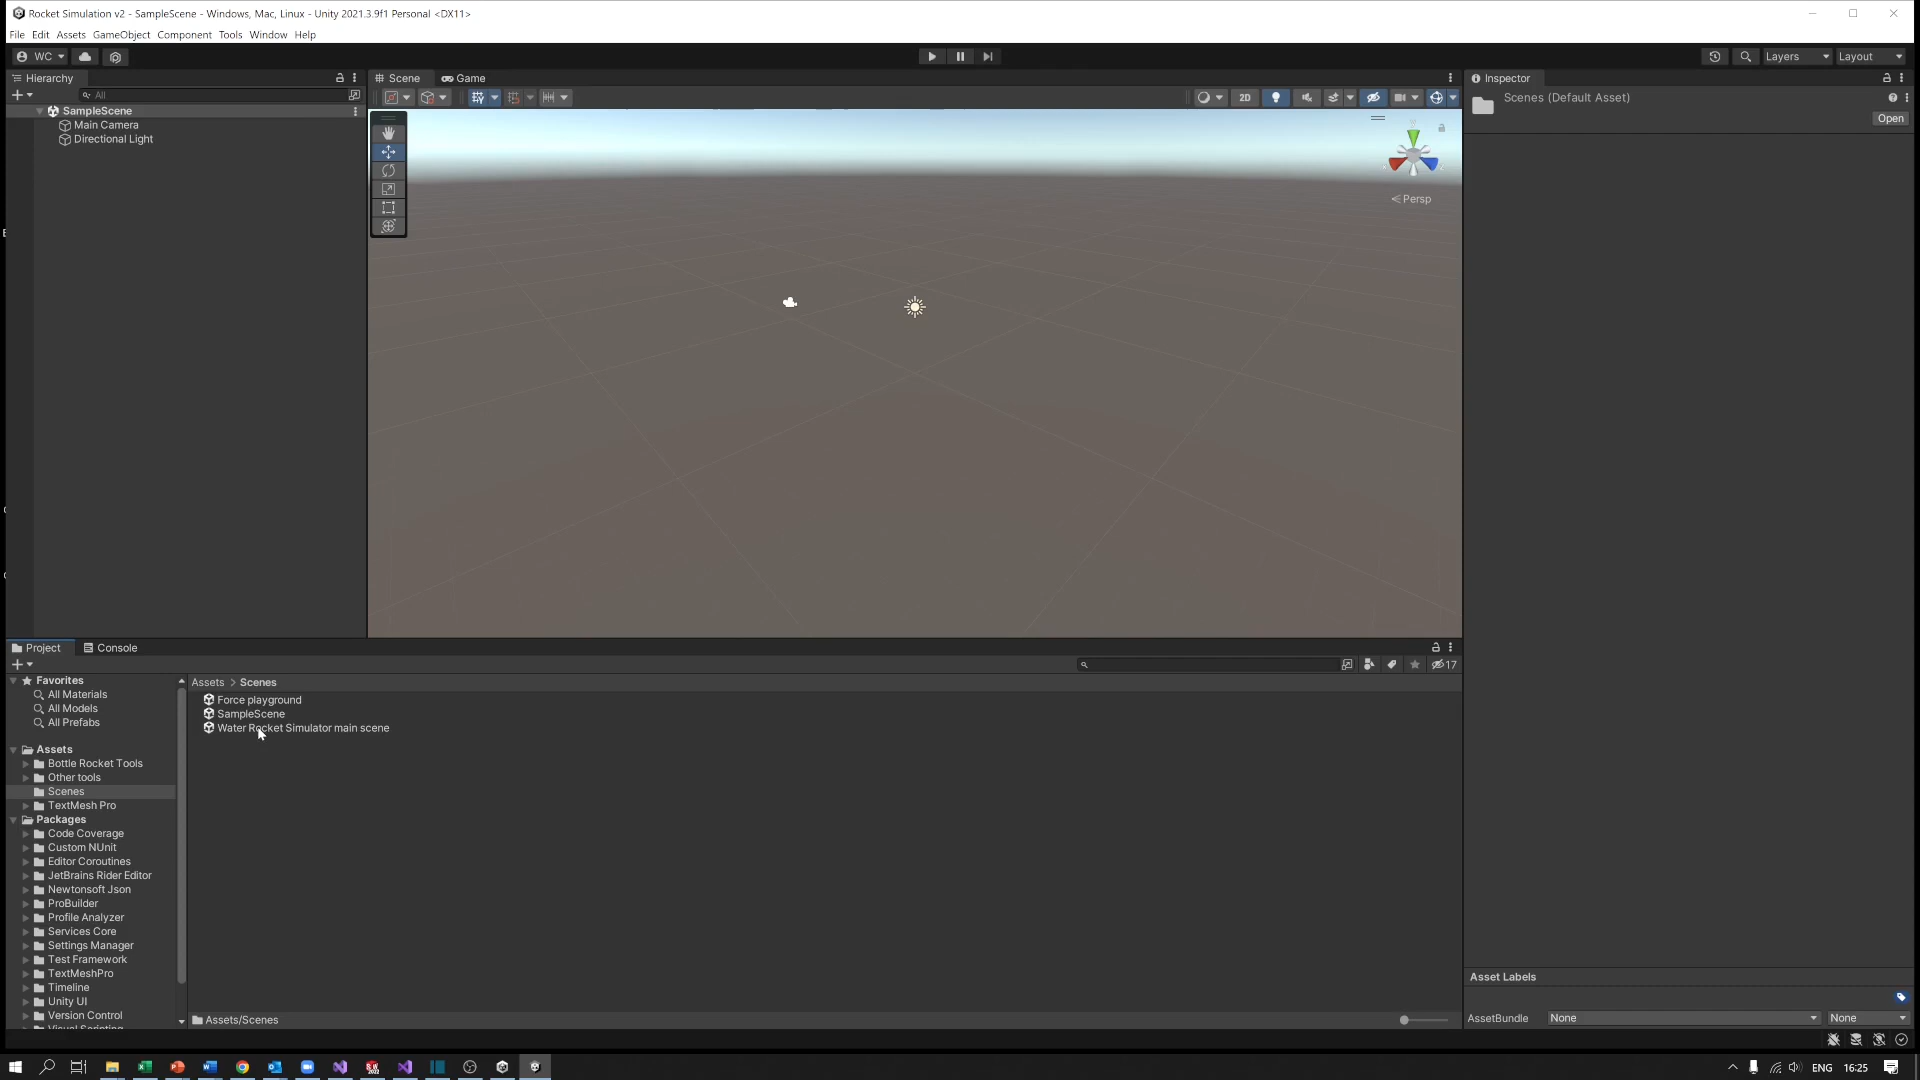 Rocket Simulation v2 - SampleScene - Windows, Mac, Linux - Unity 2021.3.9f1 Personal <DX11>
File Edit Assets GameObject Component Tools Window Help
WC
Layers
Layout
Hierarchy
Scene
Game
Inspector
All
2D
Scenes (Default Asset)
Open
SampleScene
Main Camera
Directional Light
Persp
Project
Console
17
Favorites
All Materials
All Models
All Prefabs
Assets
Bottle Rocket Tools
Other tools
Scenes
TextMesh Pro
Packages
Code Coverage
Custom NUnit
Editor Coroutines
JetBrains Rider Editor
Newtonsoft Json
ProBuilder
Profile Analyzer
Services Core
Settings Manager
Test Framework
TextMeshPro
Timeline
Unity UI
Version Control
Visual Scripting
Assets > Scenes
Force playground
SampleScene
Water Rocket Simulator main scene
Assets/Scenes
Asset Labels
AssetBundle None None
ENG 16:25